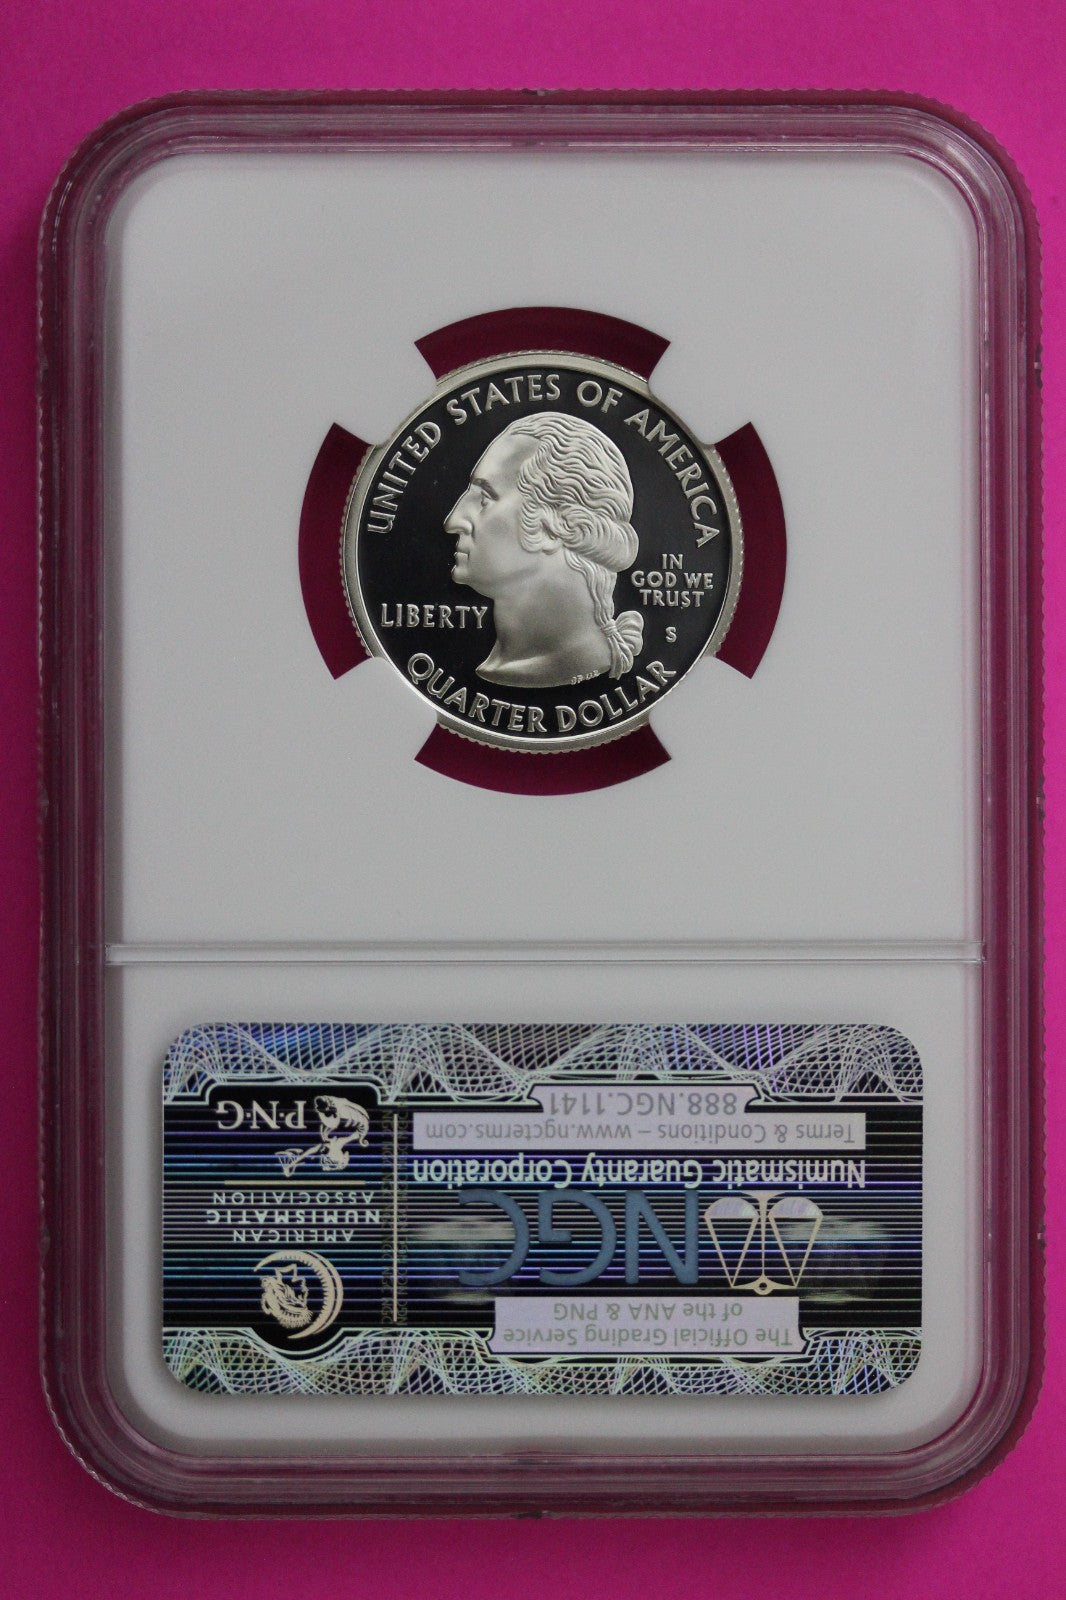 UNITED STATES OF AMERICA
LIBERTY
IN
GOD WE
TRUST
S
QUARTER DOLLAR
The Official Grading Service
of the ANA & PNG
NGC
Numismatic Guaranty Corporation
Terms & Conditions – www.ngcterms.com
888.NGC.1141
AMERICAN
NUMISMATIC
ASSOCIATION
P·N·G